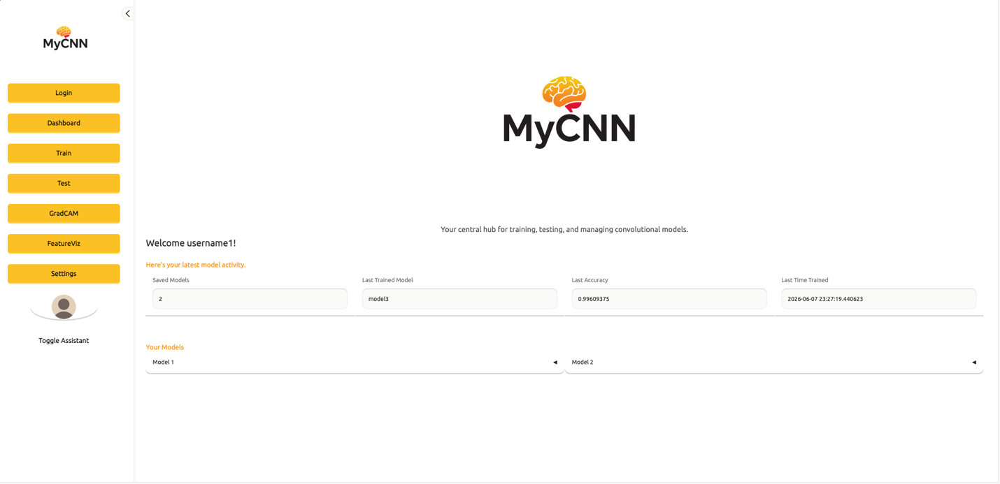 MyCNN
Login
Dashboard
Train
Test
GradCAM
FeatureViz
Settings
Toggle Assistant
MyCNN
Your central hub for training, testing, and managing convolutional models.
Welcome username1!
Here's your latest model activity.
Saved Models
2
Last Trained Model
model3
Last Accuracy
0.99609375
Last Time Trained
2026-06-07 23:27:19.440623
Your Models
Model 1
Model 2